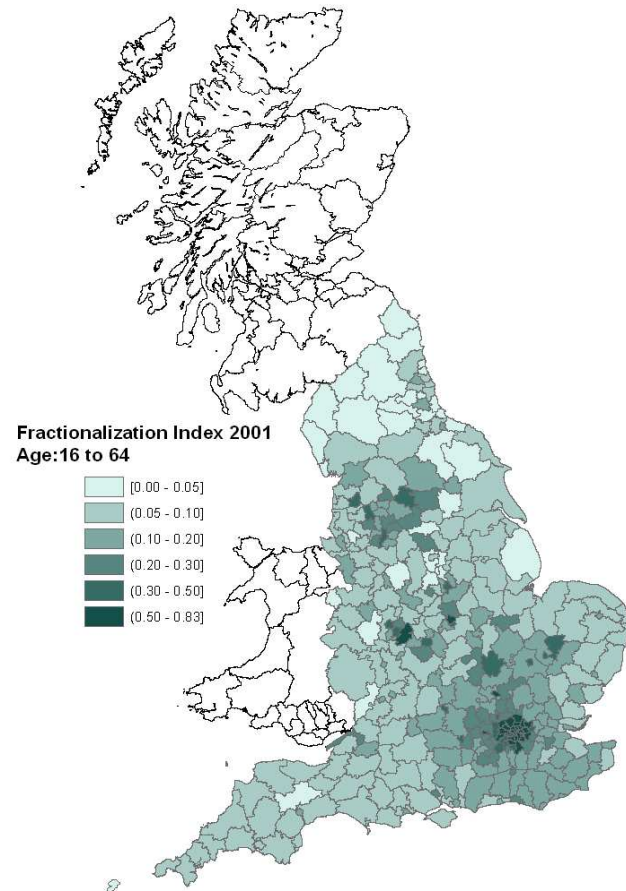 Fractionalization Index 2001
Age:16 to 64
[0.00 - 0.05]
(0.05 - 0.10]
(0.10 - 0.20]
(0.20 - 0.30]
(0.30 - 0.50]
(0.50 - 0.83]